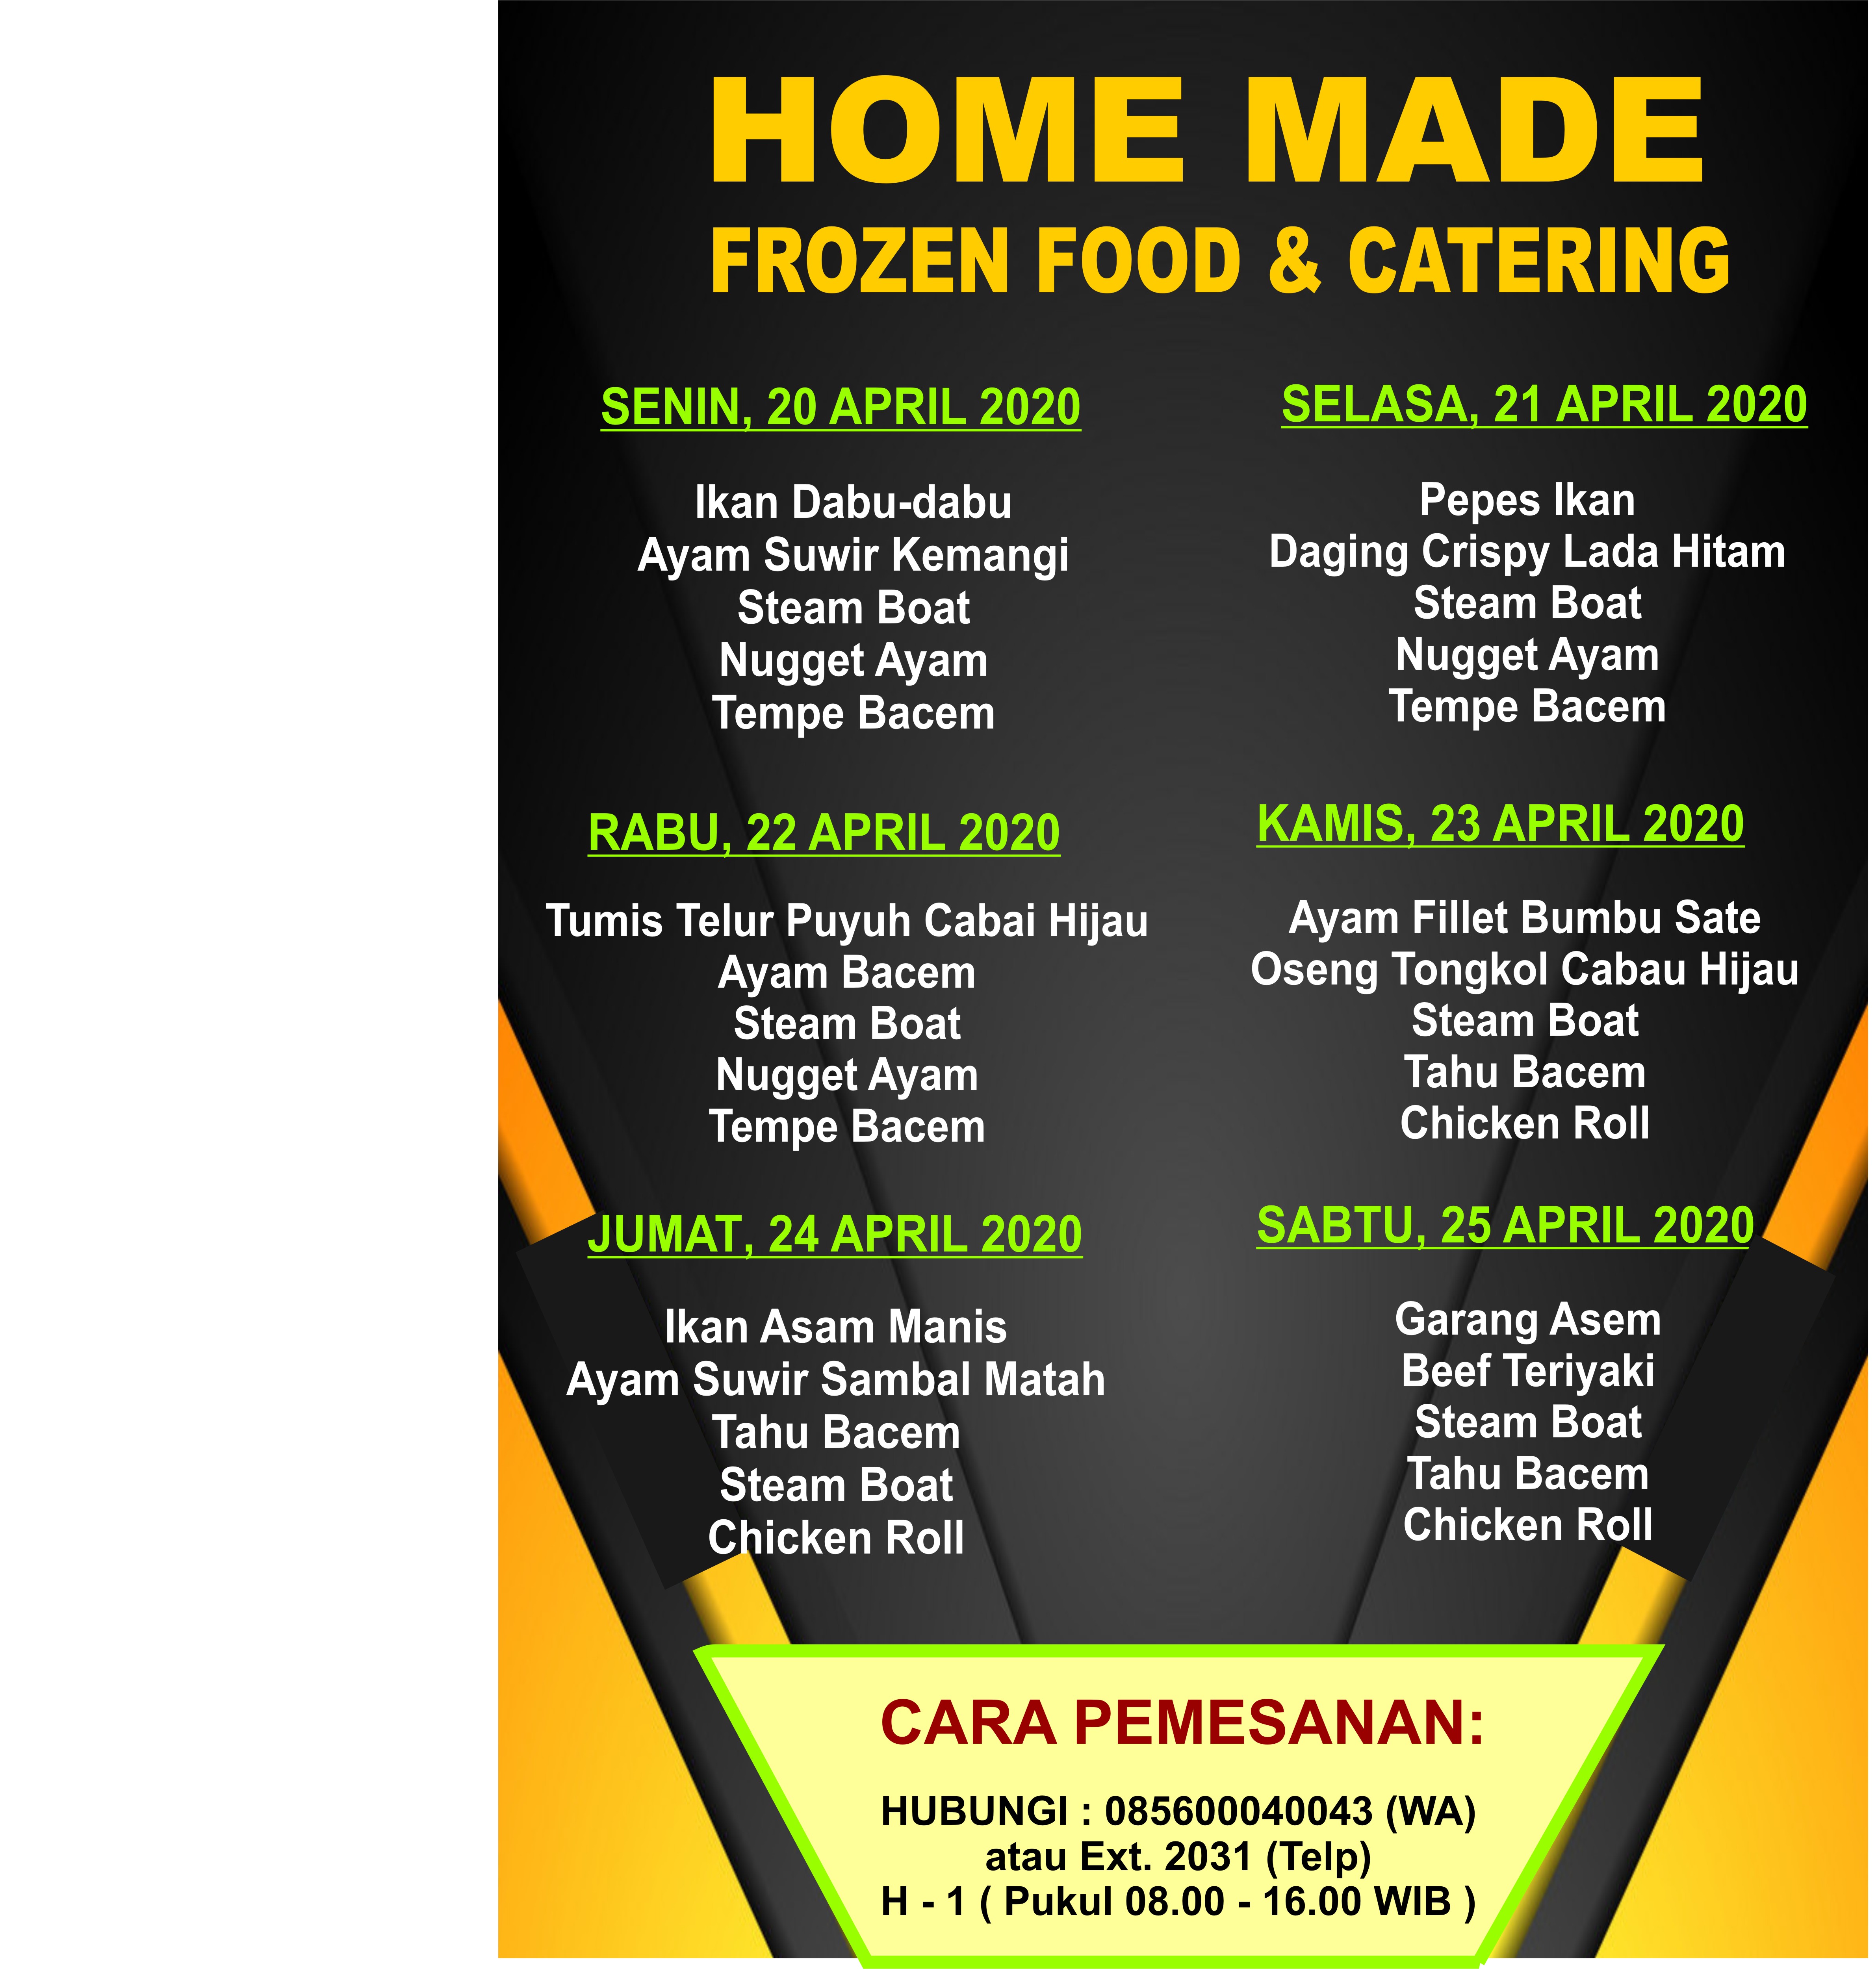 HOME MADE
FROZEN FOOD & CATERING
SENIN, 20 APRIL 2020
Ikan Dabu-dabu
Ayam Suwir Kemangi
Steam Boat
Nugget Ayam
Tempe Bacem
SELASA, 21 APRIL 2020
Pepes Ikan
Daging Crispy Lada Hitam
Steam Boat
Nugget Ayam
Tempe Bacem
RABU, 22 APRIL 2020
Tumis Telur Puyuh Cabai Hijau
Ayam Bacem
Steam Boat
Nugget Ayam
Tempe Bacem
KAMIS, 23 APRIL 2020
Ayam Fillet Bumbu Sate
Oseng Tongkol Cabau Hijau
Steam Boat
Tahu Bacem
Chicken Roll
JUMAT, 24 APRIL 2020
Ikan Asam Manis
Ayam Suwir Sambal Matah
Tahu Bacem
Steam Boat
Chicken Roll
SABTU, 25 APRIL 2020
Garang Asem
Beef Teriyaki
Steam Boat
Tahu Bacem
Chicken Roll
CARA PEMESANAN:
HUBUNGI : 085600040043 (WA)
atau Ext. 2031 (Telp)
H - 1 ( Pukul 08.00 - 16.00 WIB )